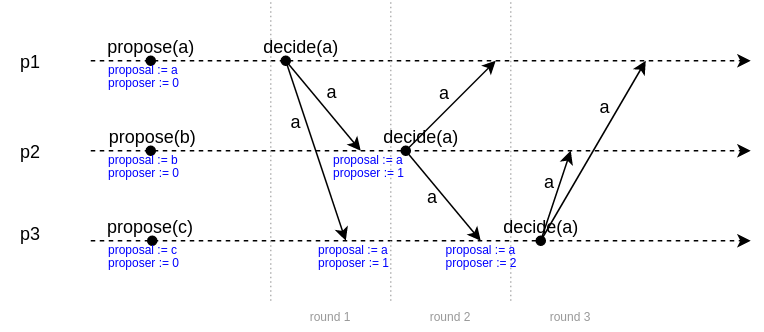 propose(a)
decide(a)
p1
proposal := a
proposer := 0
a
a
a
a
propose(b)
decide(a)
p2
proposal := b
proposer := 0
proposal := a
proposer := 1
a
a
propose(c)
decide(a)
p3
proposal := c
proposer := 0
proposal := a
proposer := 1
proposal := a
proposer := 2
round 1
round 2
round 3